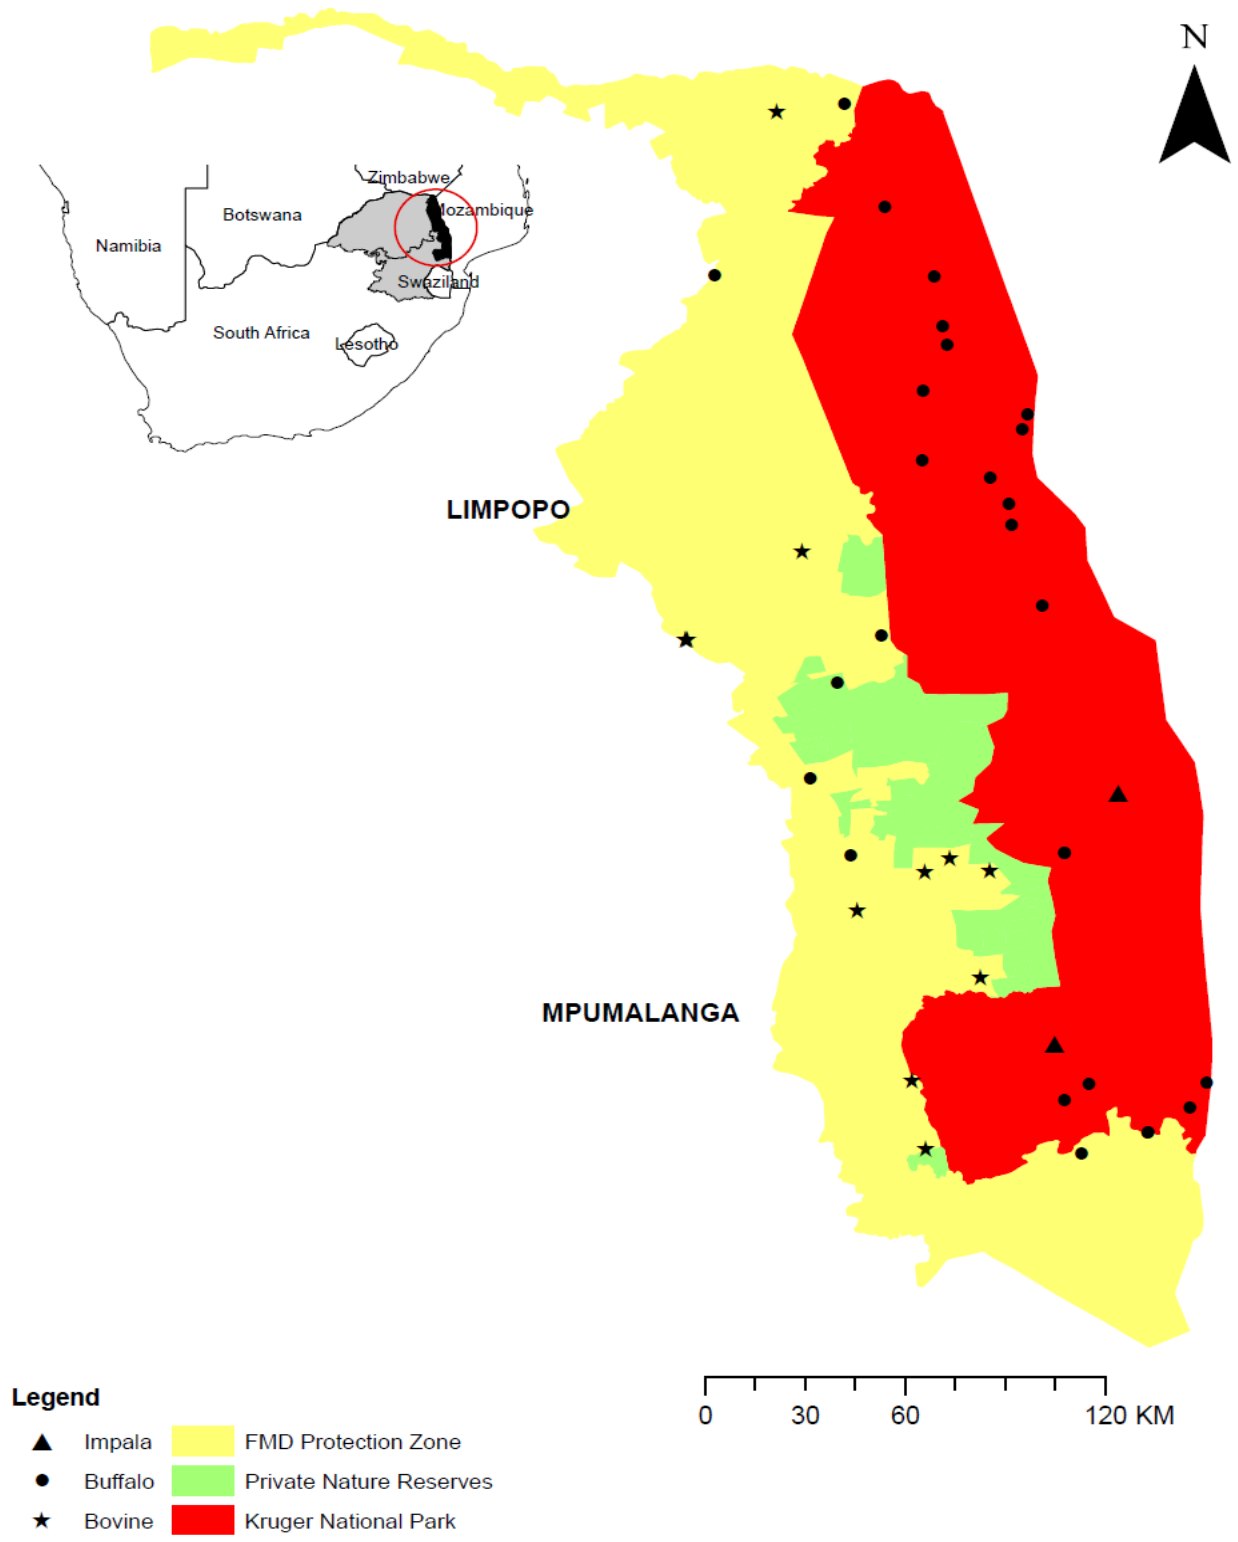 N
Zimbabwe
Botswana
Mozambique
Namibia
Swaziland
South Africa
Lesotho
LIMPOPO
MPUMALANGA
0 30 60 120 KM
Legend
Impala FMD Protection Zone
Buffalo Private Nature Reserves
Bovine Kruger National Park